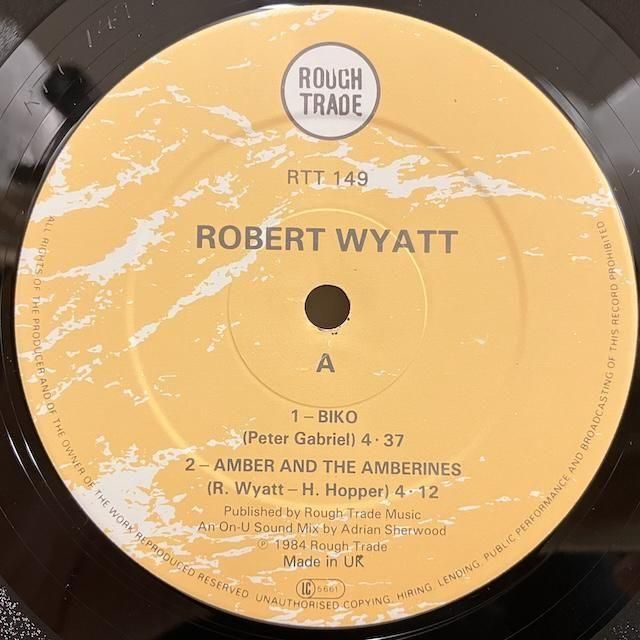 ROUGH
TRADE
RTT 149
ROBERT WYATT
A
1 – BIKO
(Peter Gabriel) 4·37
2 – AMBER AND THE AMBERINES
(R. Wyatt – H. Hopper) 4·12
Published by Rough Trade Music
An On-U Sound Mix by Adrian Sherwood
℗ 1984 Rough Trade
Made in UK
LC 5661
ALL RIGHTS OF THE PRODUCER AND OF THE OWNER OF THE WORK REPRODUCED RESERVED. UNAUTHORISED COPYING, HIRING, LENDING, PUBLIC PERFORMANCE AND BROADCASTING OF THIS RECORD PROHIBITED